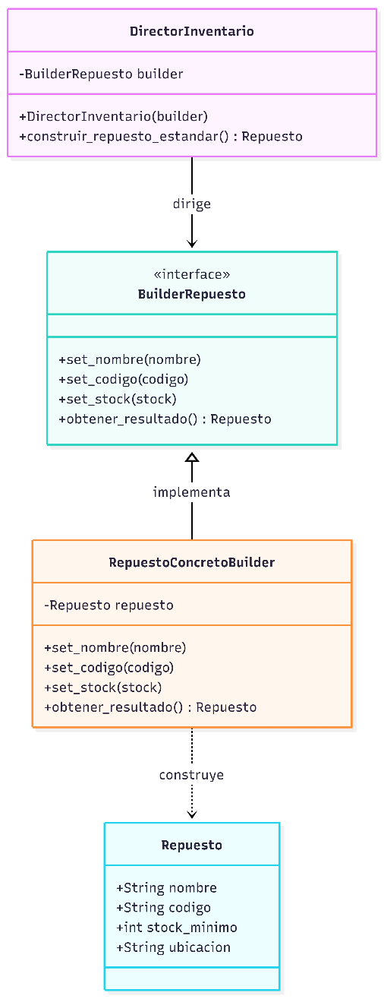 DirectorInventario
-BuilderRepuesto builder
+DirectorInventario(builder)
+construir_repuesto_estandar() : Repuesto
dirige
«interface»
BuilderRepuesto
+set_nombre(nombre)
+set_codigo(codigo)
+set_stock(stock)
+obtener_resultado() : Repuesto
implementa
RepuestoConcretoBuilder
-Repuesto repuesto
+set_nombre(nombre)
+set_codigo(codigo)
+set_stock(stock)
+obtener_resultado() : Repuesto
construye
Repuesto
+String nombre
+String codigo
+int stock_minimo
+String ubicacion